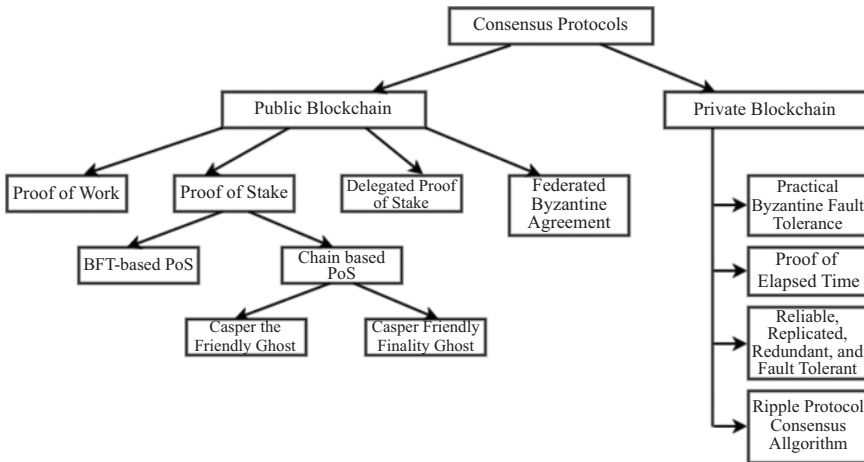 Consensus Protocols
Public Blockchain
Private Blockchain
Proof of Work
Proof of Stake
Delegated Proof
of Stake
Federated
Byzantine
Agreement
Practical
Byzantine Fault
Tolerance
BFT-based PoS
Chain based
PoS
Proof of
Elapsed Time
Casper the
Friendly Ghost
Casper Friendly
Finality Ghost
Reliable,
Replicated,
Redundant, and
Fault Tolerant
Ripple Protocol
Consensus
Allgorithm